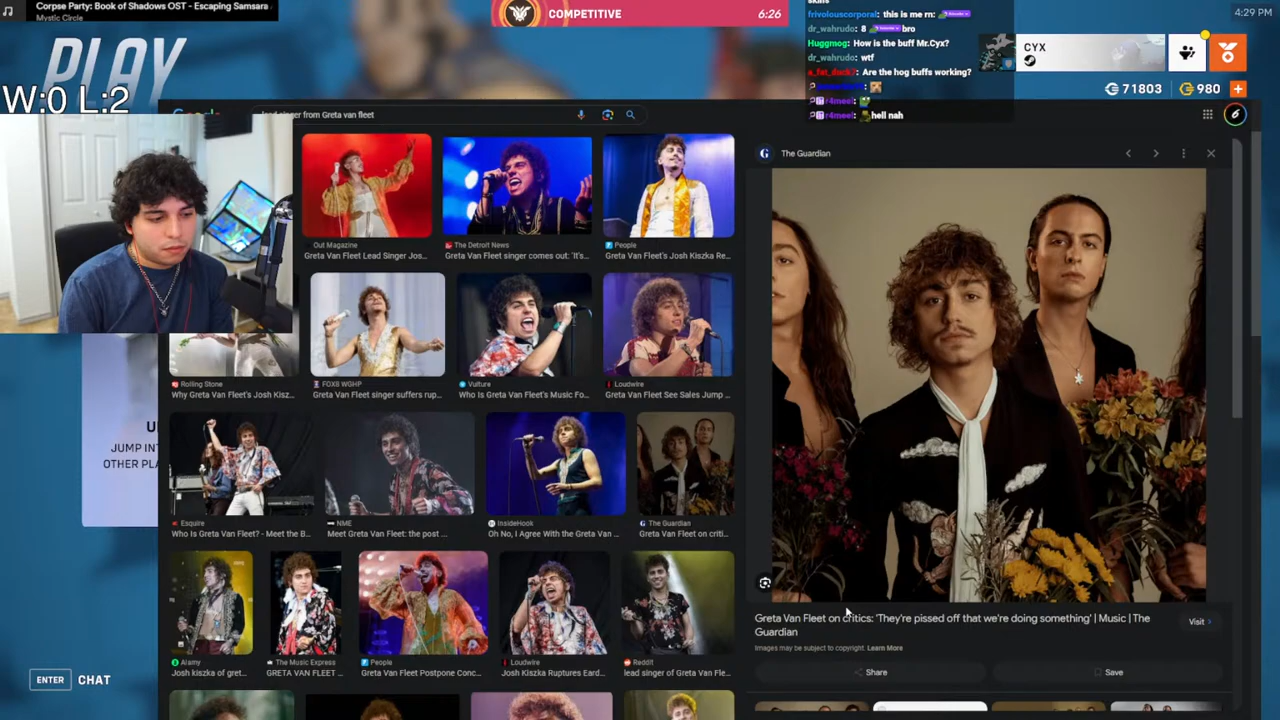 Corpse Party: Book of Shadows OST - Escaping Samsara
Mystic Circle
PLAY
W:0 L:2
COMPETITIVE
6:26
frivolouscorporal: this is me rn:
dr_wahrudo: 8 bro
Huggmog: How is the buff Mr.Cyx?
dr_wahrudo: wtf
a_fat_duck7: Are the hog buffs working?
r4meel:
r4meel: hell nah
4:29 PM
CYX
71803
980
lead singer from Greta van fleet
Out Magazine
Greta Van Fleet Lead Singer Jos...
The Detroit News
Greta Van Fleet singer comes out: 'It's...
People
Greta Van Fleet's Josh Kiszka Re...
Rolling Stone
Why Greta Van Fleet's Josh Kisz...
FOX8 WGHP
Greta Van Fleet singer suffers rup...
Vulture
Who Is Greta Van Fleet's Music Fo...
Loudwire
Greta Van Fleet See Sales Jump ...
Esquire
Who Is Greta Van Fleet? - Meet the B...
NME
Meet Greta Van Fleet: the post ...
InsideHook
Oh No, I Agree With the Greta Van ...
The Guardian
Greta Van Fleet on criti...
Alamy
Josh kiszka of gret...
The Music Express
GRETA VAN FLEET ...
People
Greta Van Fleet Postpone Conc...
Loudwire
Josh Kiszka Ruptures Eard...
Reddit
lead singer of Greta Van Fle...
G The Guardian
Greta Van Fleet on critics: 'They're pissed off that we're doing something' | Music | The
Guardian
Visit
Images may be subject to copyright. Learn More
Share
Save
JUMP INT
OTHER PLA
ENTER CHAT